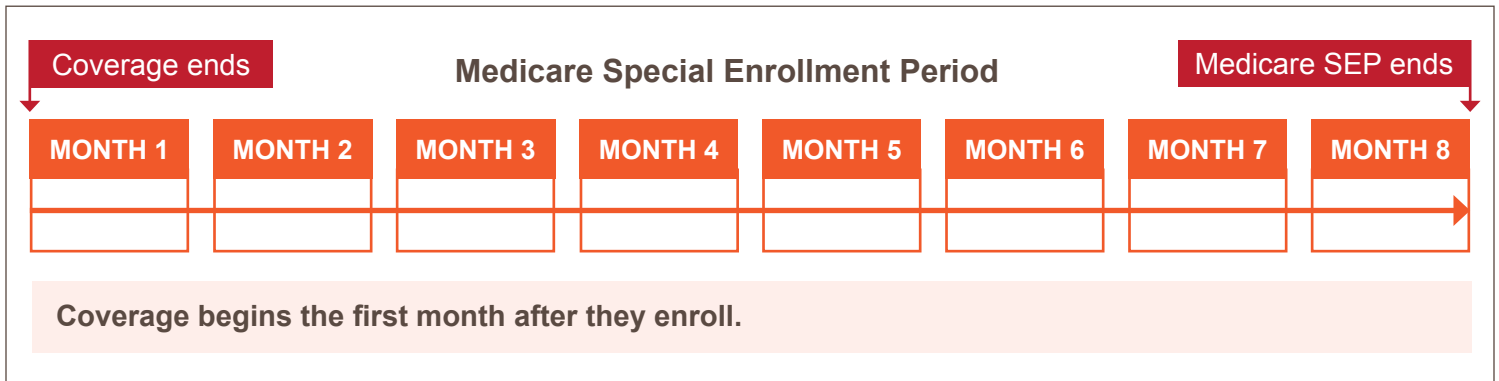 Coverage ends
Medicare Special Enrollment Period
Medicare SEP ends
MONTH 1
MONTH 2
MONTH 3
MONTH 4
MONTH 5
MONTH 6
MONTH 7
MONTH 8
Coverage begins the first month after they enroll.